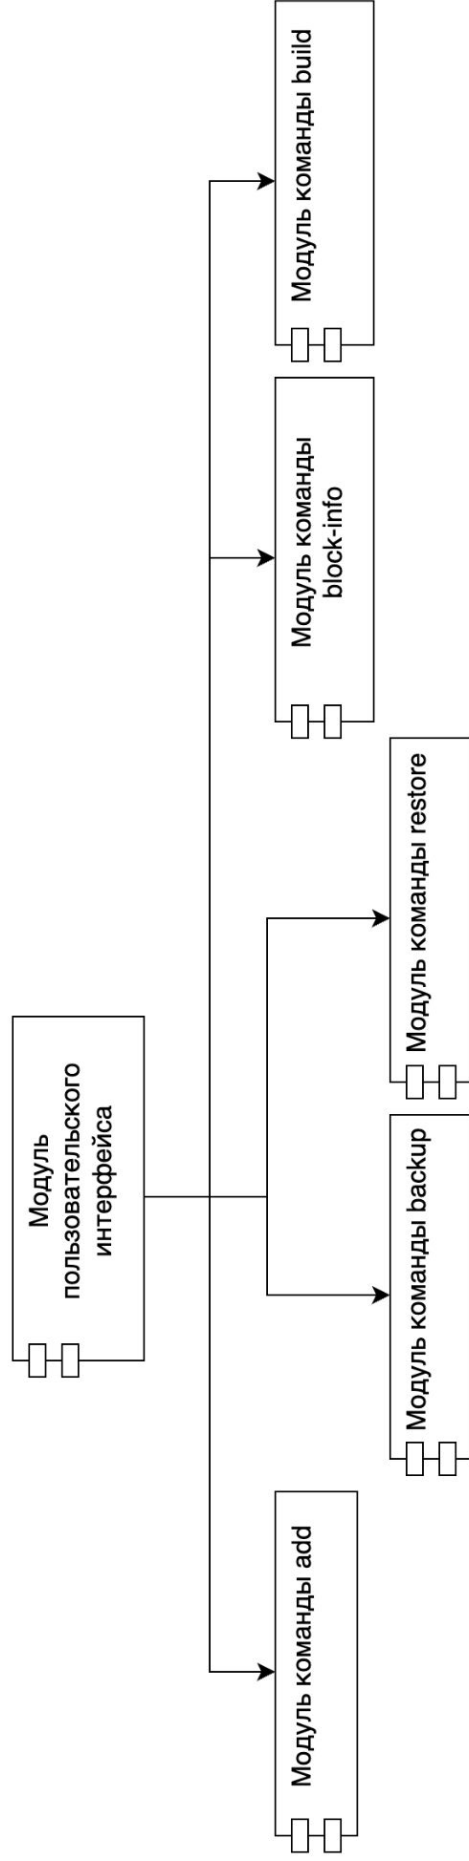 Модуль
пользовательского
интерфейса
Модуль команды add
Модуль команды backup
Модуль команды restore
Модуль команды
block-info
Модуль команды build